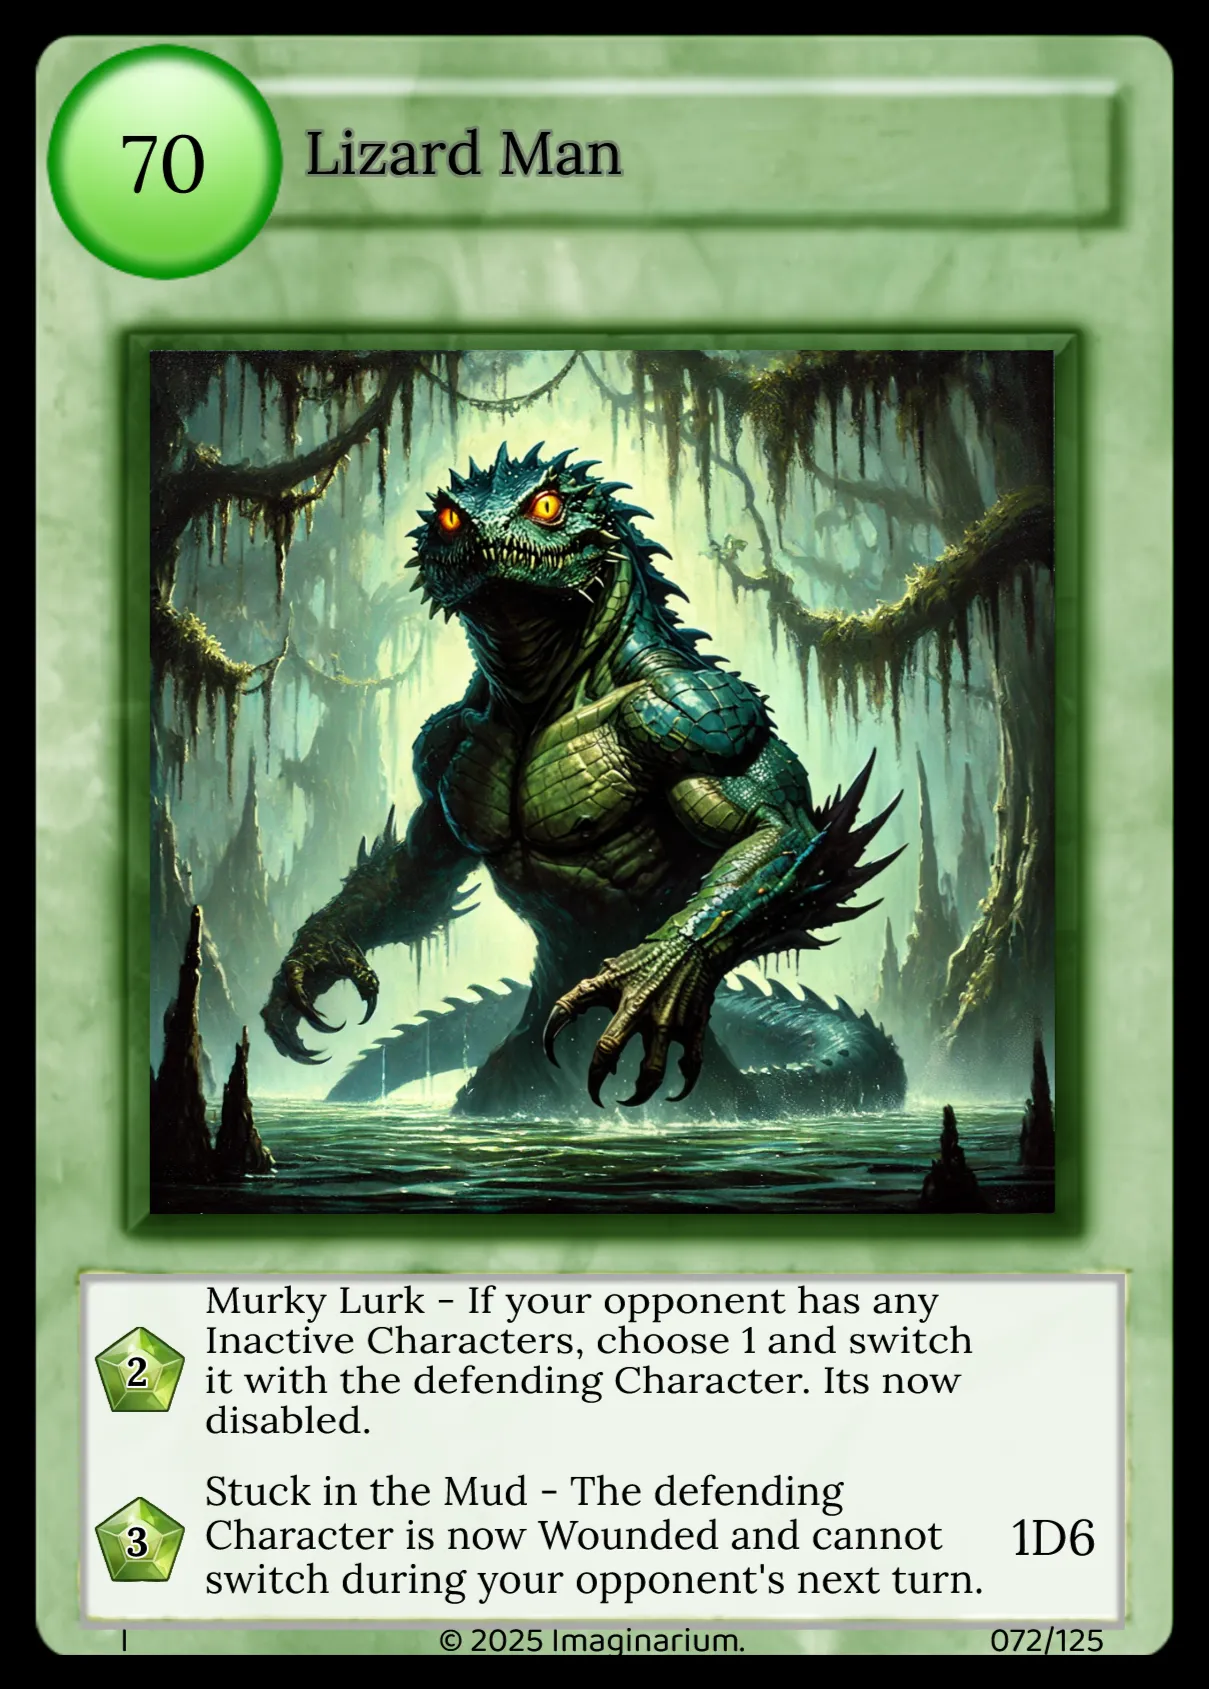 70
Lizard Man
Murky Lurk - If your opponent has any
Inactive Characters, choose 1 and switch
it with the defending Character. Its now
disabled.
2
Stuck in the Mud - The defending
Character is now Wounded and cannot
switch during your opponent's next turn.
3
1D6
I
© 2025 Imaginarium.
072/125